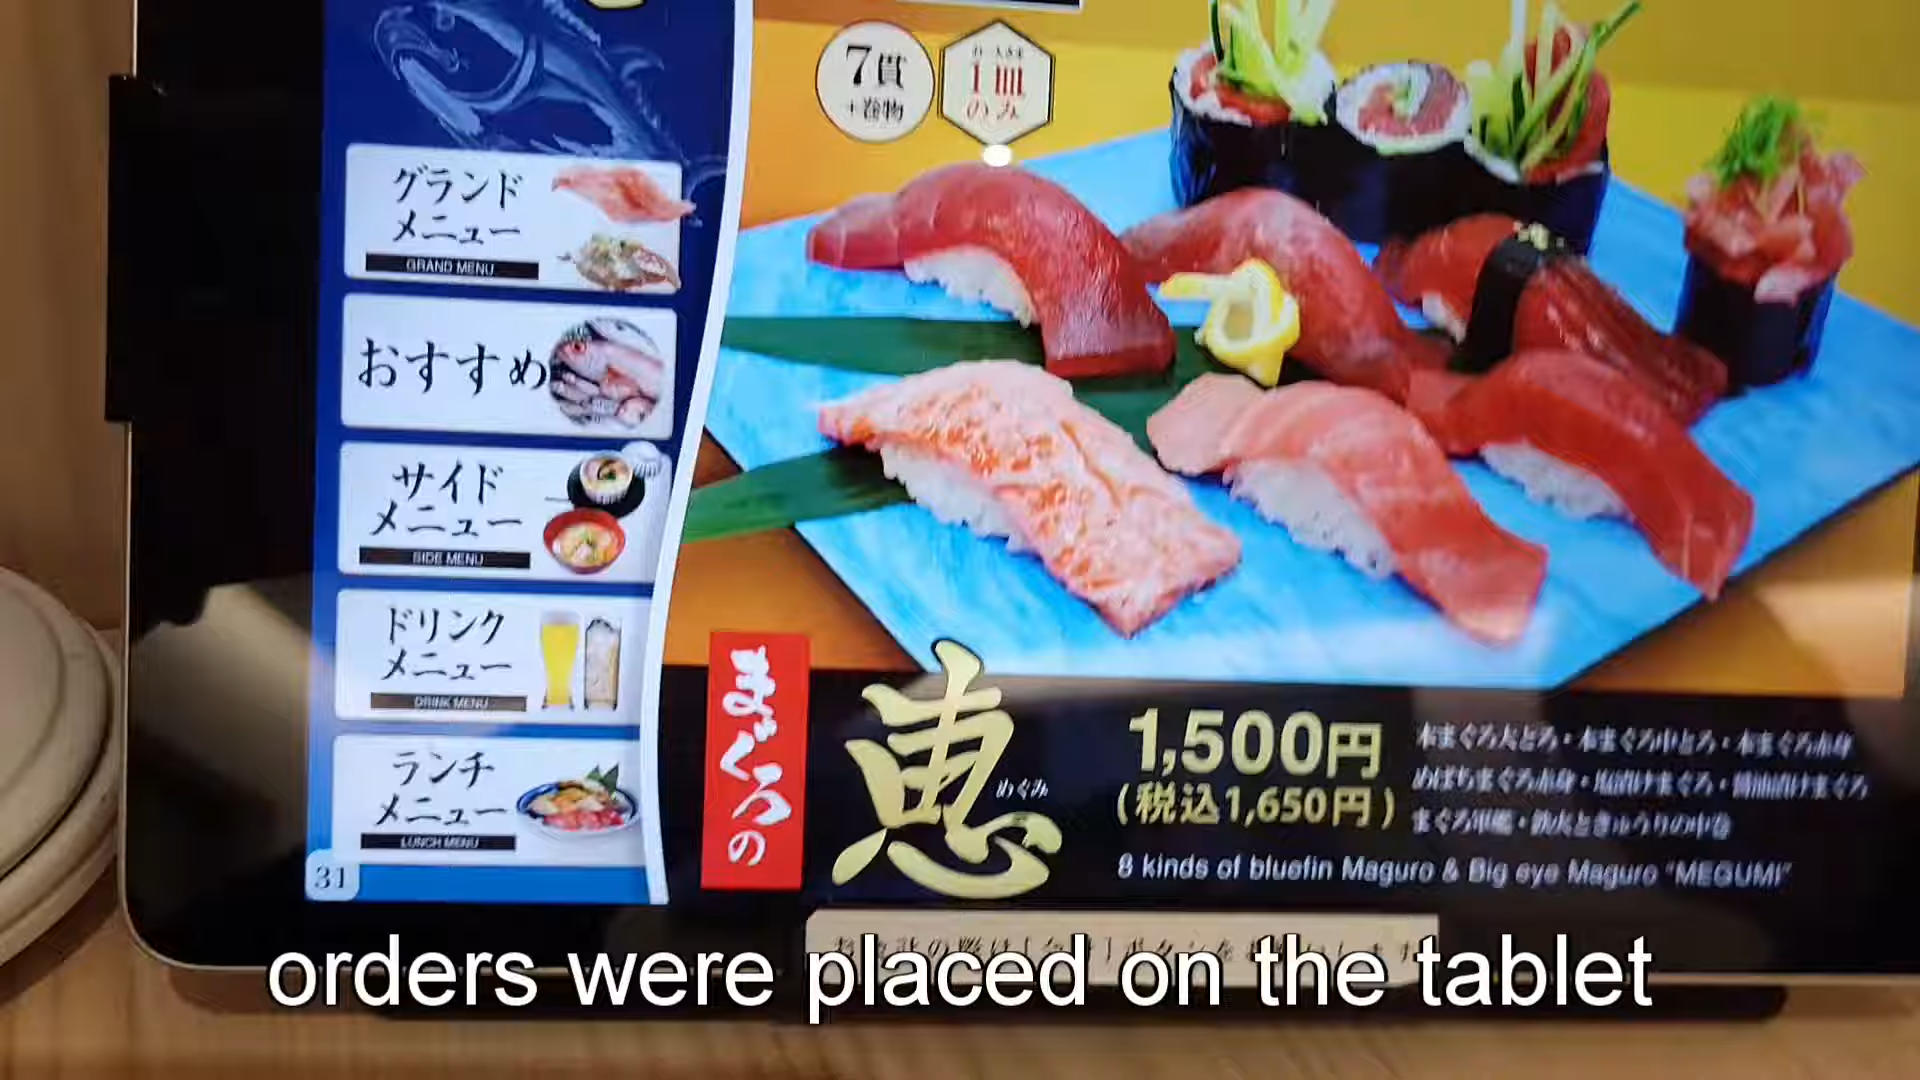 7貫
+巻物
お一人さま
1皿
のみ
グランド
メニュー
GRAND MENU
おすすめ
サイド
メニュー
SIDE MENU
ドリンク
メニュー
DRINK MENU
ランチ
メニュー
LUNCH MENU
31
まぐろの
恵
めぐみ
1,500円
(税込1,650円)
本まぐろ大とろ・本まぐろ中とろ・本まぐろ赤身
めばちまぐろ赤身・塩漬けまぐろ・醤油漬けまぐろ
まぐろ軍艦・鉄火ときゅうりの中巻
8 kinds of bluefin Maguro & Big eye Maguro "MEGUMI"
orders were placed on the tablet